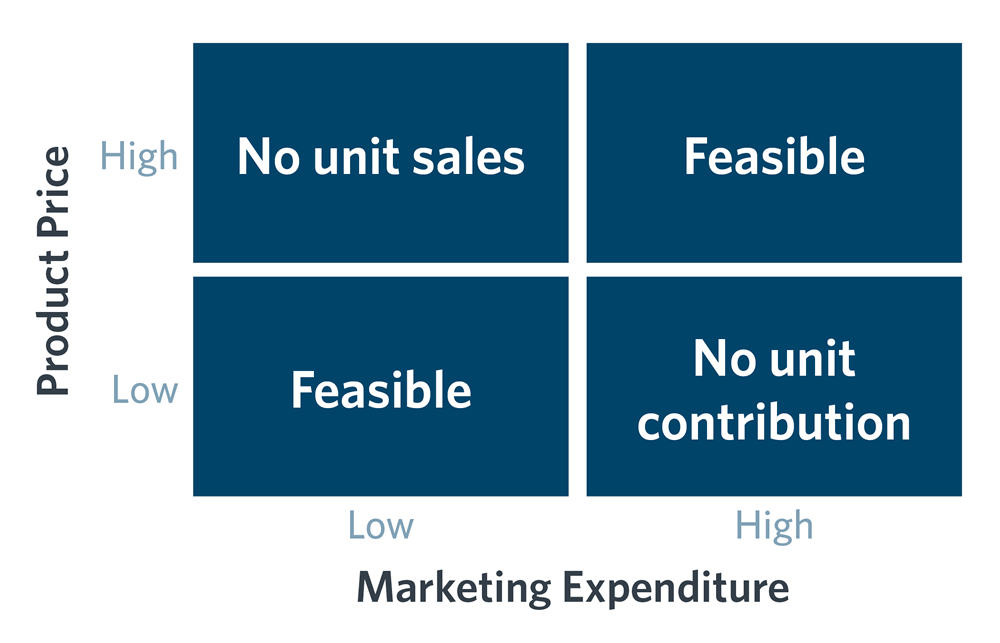 Product Price
High
No unit sales
Feasible
Low
Feasible
No unit
contribution
Low
High
Marketing Expenditure